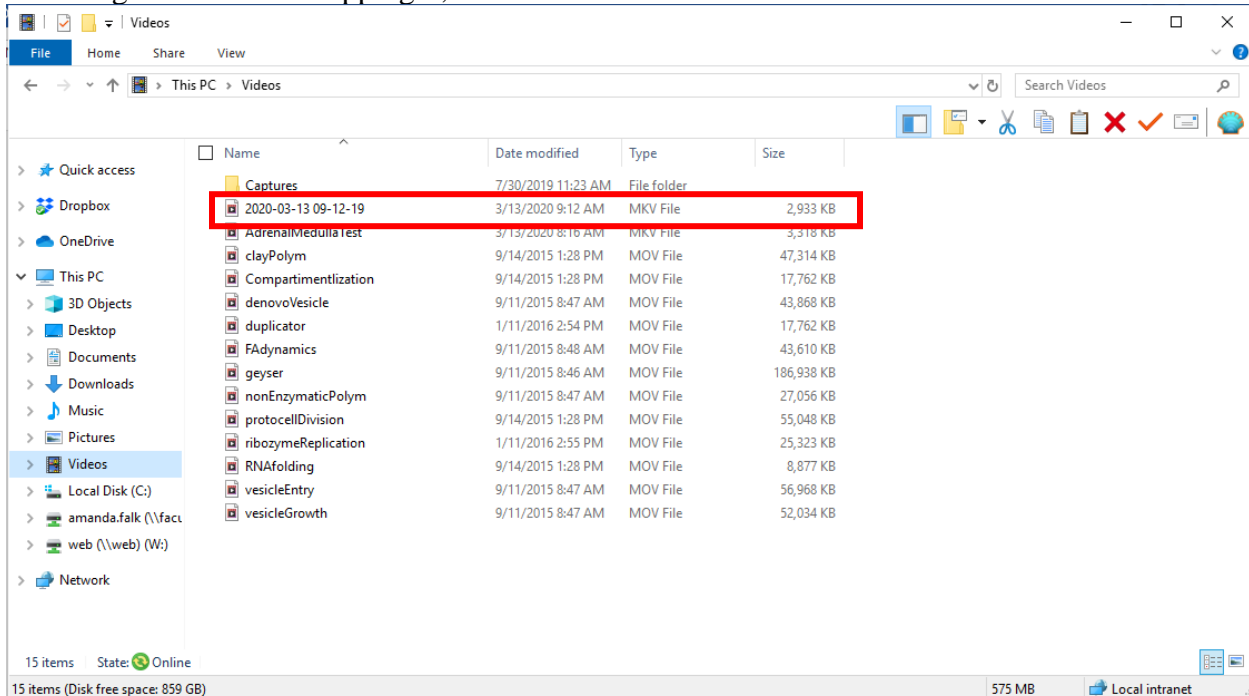 Videos
File Home Share View
This PC > Videos Search Videos
Name Date modified Type Size
Quick access
Dropbox
OneDrive
This PC
3D Objects
Desktop
Documents
Downloads
Music
Pictures
Videos
Local Disk (C:)
amanda.falk (\\facu
web (\\web) (W:)
Network
Captures 7/30/2019 11:23 AM File folder
2020-03-13 09-12-19 3/13/2020 9:12 AM MKV File 2,933 KB
AdrenalMedullaTest 3/13/2020 8:16 AM MKV File 3,318 KB
clayPolym 9/14/2015 1:28 PM MOV File 47,314 KB
Compartimentlization 9/14/2015 1:28 PM MOV File 17,762 KB
denovoVesicle 9/11/2015 8:47 AM MOV File 43,868 KB
duplicator 1/11/2016 2:54 PM MOV File 17,762 KB
FAdynamics 9/11/2015 8:48 AM MOV File 43,610 KB
geyser 9/11/2015 8:46 AM MOV File 186,938 KB
nonEnzymaticPolym 9/11/2015 8:47 AM MOV File 27,056 KB
protocellDivision 9/14/2015 1:28 PM MOV File 55,048 KB
ribozymeReplication 1/11/2016 2:55 PM MOV File 25,323 KB
RNAfolding 9/14/2015 1:28 PM MOV File 8,877 KB
vesicleEntry 9/11/2015 8:47 AM MOV File 56,968 KB
vesicleGrowth 9/11/2015 8:47 AM MOV File 52,034 KB
15 items State: Online
15 items (Disk free space: 859 GB) 575 MB Local intranet